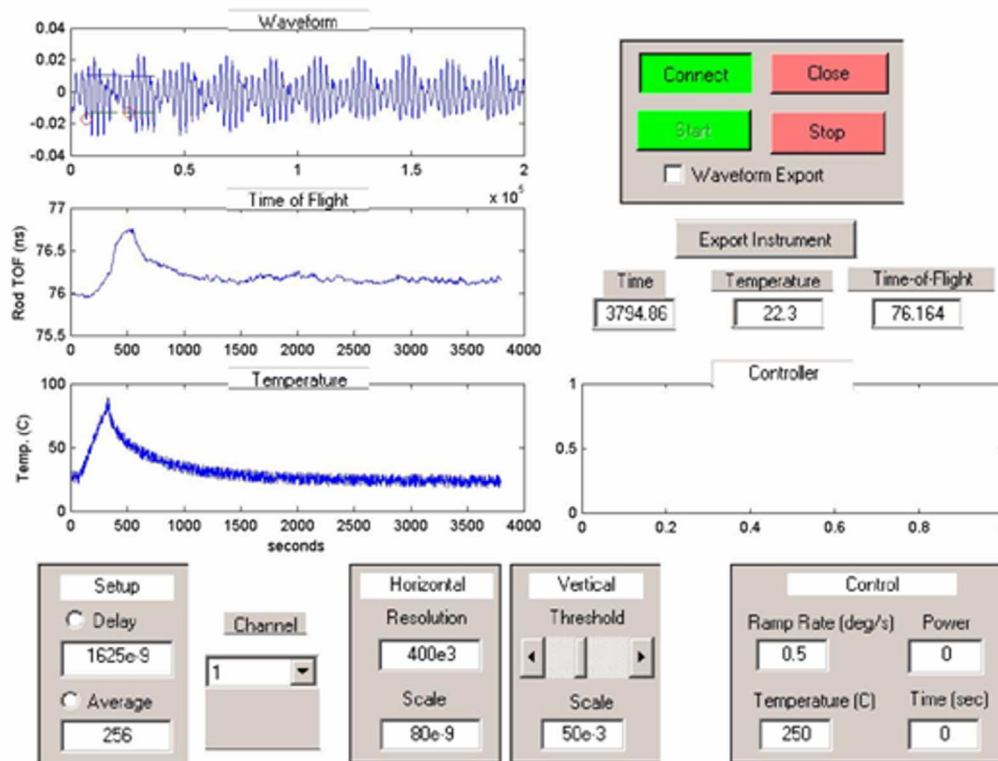 Waveform
0.04
0.02
0
-0.02
-0.04
0 0.5 1 1.5 2
x 10^5
Connect Close
Start Stop
Waveform Export
Time of Flight
Rod TOF (ns)
77
76.5
76
75.5
0 500 1000 1500 2000 2500 3000 3500 4000
Export Instrument
Time Temperature Time-of-Flight
3794.86 22.3 76.164
Temperature
Temp. (C)
100
50
0
0 500 1000 1500 2000 2500 3000 3500 4000
seconds
Controller
1
0.5
0
0 0.2 0.4 0.6 0.8
Setup
Delay
1625e-9
Average
256
Channel
1
Horizontal
Resolution
400e3
Scale
80e-9
Vertical
Threshold
Scale
50e-3
Control
Ramp Rate (deg/s) Power
0.5 0
Temperature (C) Time (sec)
250 0